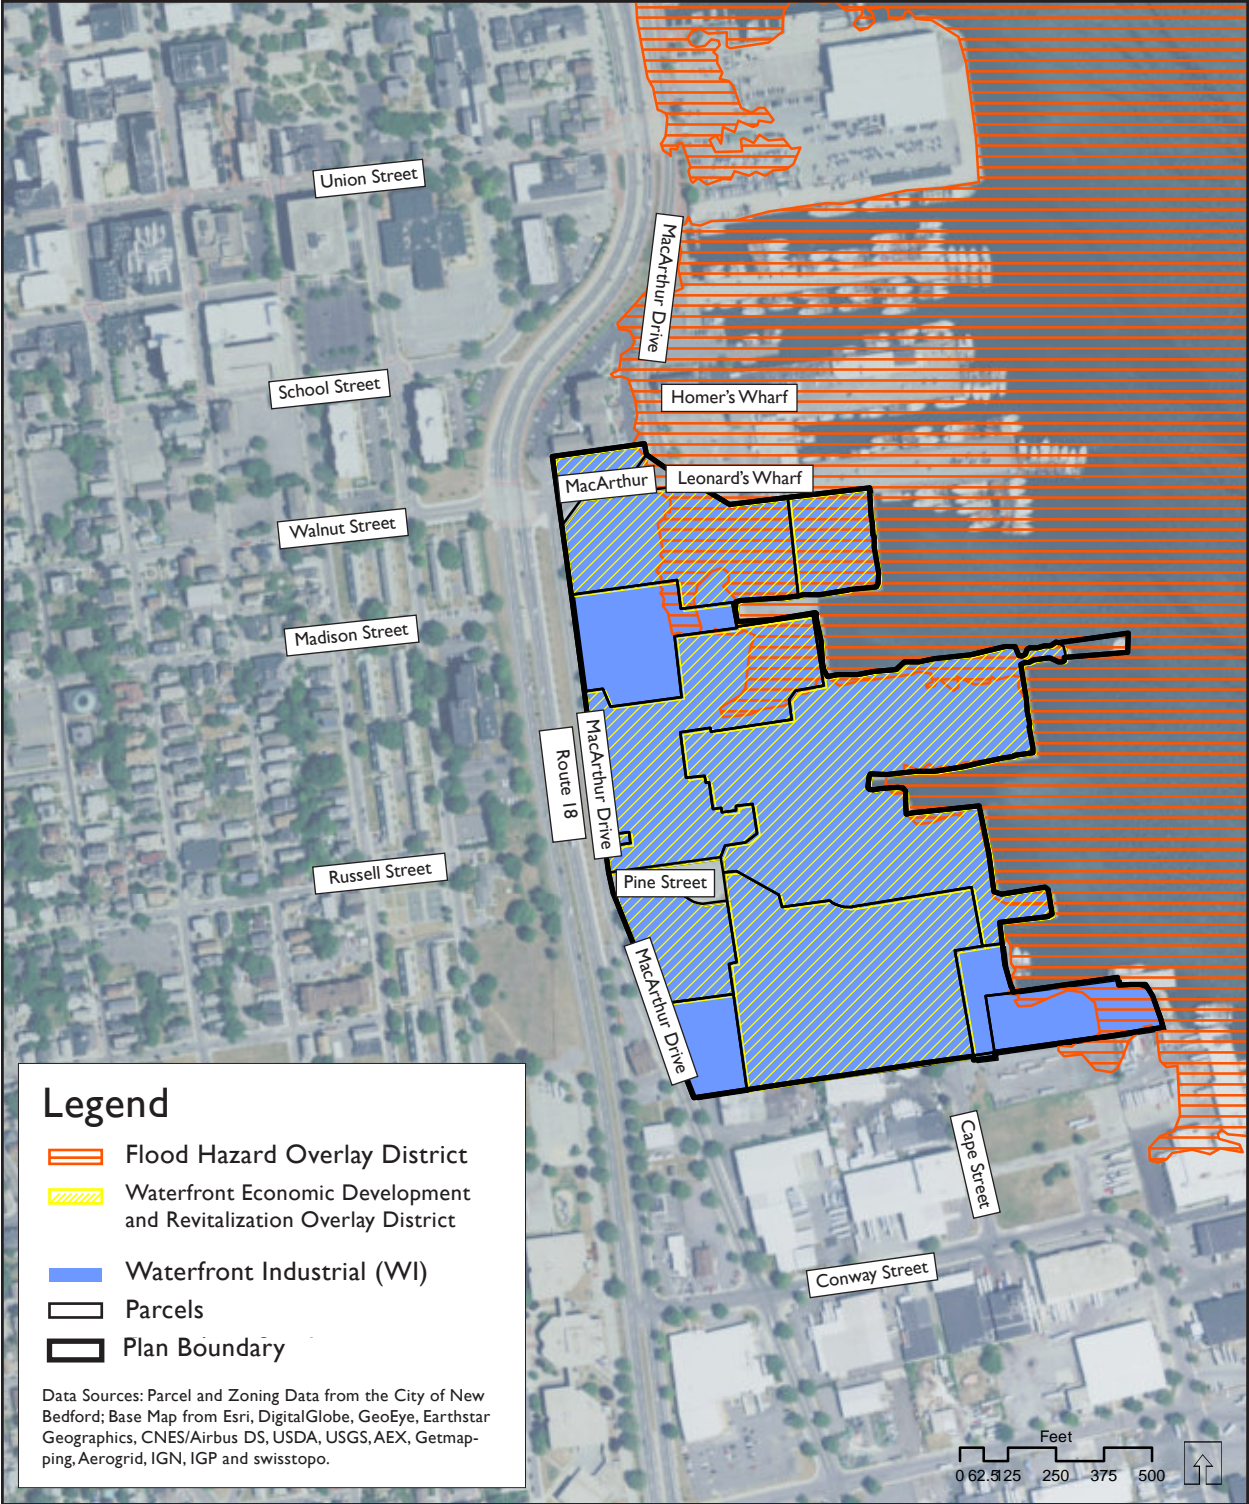 Union Street
MacArthur Drive
School Street
Homer's Wharf
MacArthur
Leonard's Wharf
Walnut Street
Madison Street
Route 18
MacArthur Drive
Russell Street
Pine Street
MacArthur Drive
Cape Street
Conway Street
Legend
Flood Hazard Overlay District
Waterfront Economic Development
and Revitalization Overlay District
Waterfront Industrial (WI)
Parcels
Plan Boundary
Data Sources: Parcel and Zoning Data from the City of New
Bedford; Base Map from Esri, DigitalGlobe, GeoEye, Earthstar
Geographics, CNES/Airbus DS, USDA, USGS, AEX, Getmap-
ping, Aerogrid, IGN, IGP and swisstopo.
Feet
0 62.5 125 250 375 500